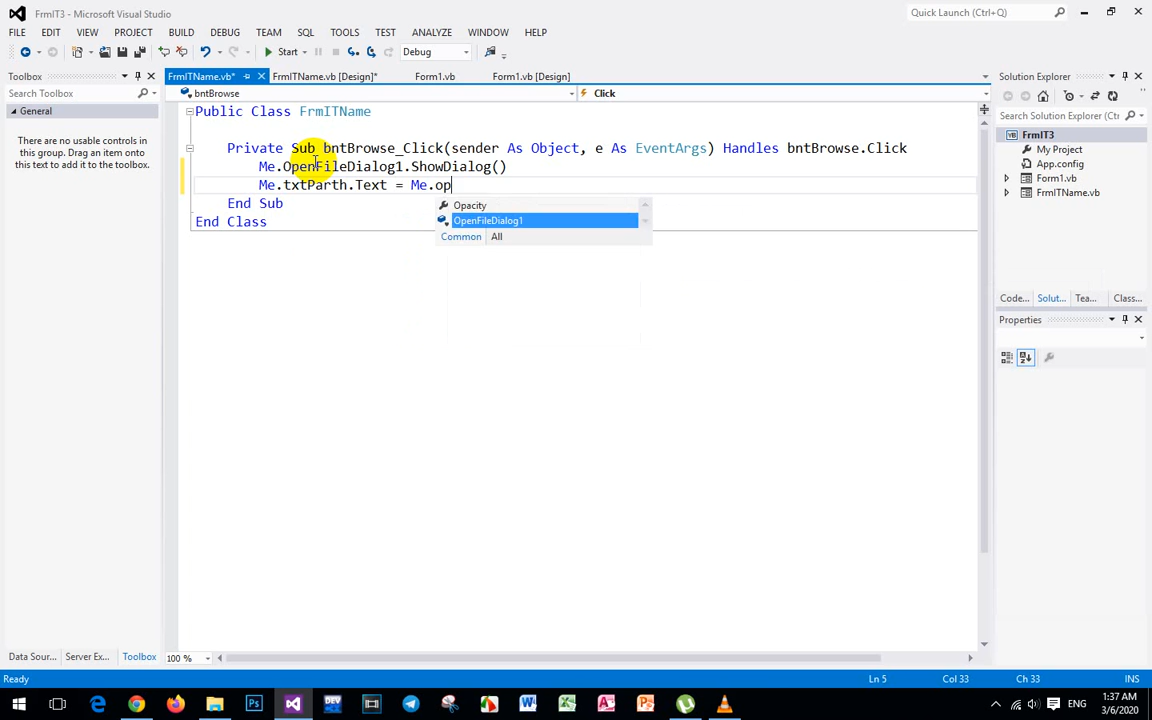 FrmIT3 - Microsoft Visual Studio
Quick Launch (Ctrl+Q)
FILE EDIT VIEW PROJECT BUILD DEBUG TEAM SQL TOOLS TEST ANALYZE WINDOW HELP
Start Debug
Toolbox
FrmITName.vb* FrmITName.vb [Design]* Form1.vb Form1.vb [Design]
Solution Explorer
Search Toolbox
bntBrowse Click
Search Solution Explorer (Ctrl+;)
General
There are no usable controls in
this group. Drag an item onto
this text to add it to the toolbox.
Public Class FrmITName
Private Sub bntBrowse_Click(sender As Object, e As EventArgs) Handles bntBrowse.Click
Me.OpenFileDialog1.ShowDialog()
Me.txtParth.Text = Me.op
End Sub
End Class
Opacity
OpenFileDialog1
Common All
FrmIT3
My Project
App.config
Form1.vb
FrmITName.vb
Code... Solut... Tea... Class...
Properties
100 %
Data Sour... Server Ex... Toolbox
Ready Ln 5 Col 33 Ch 33 INS
ENG
1:37 AM
3/6/2020